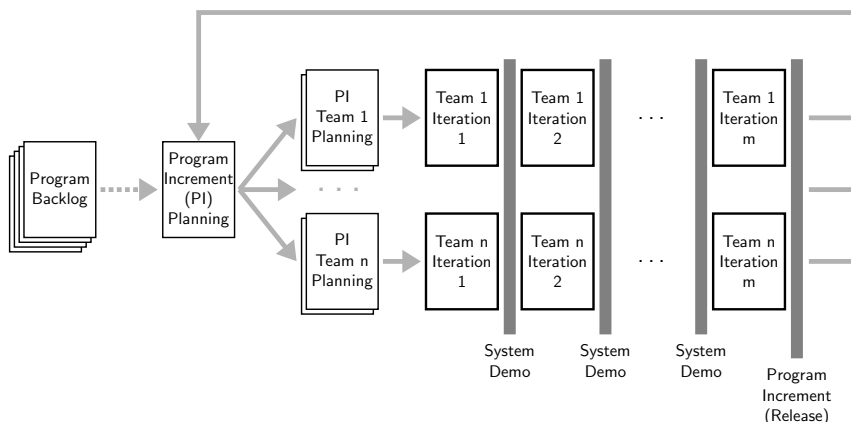 Program
Backlog
Program
Increment
(PI)
Planning
PI
Team 1
Planning
. . .
PI
Team n
Planning
Team 1
Iteration
1
Team 1
Iteration
2
. . .
Team 1
Iteration
m
Team n
Iteration
1
Team n
Iteration
2
. . .
Team n
Iteration
m
System
Demo
System
Demo
System
Demo
Program
Increment
(Release)